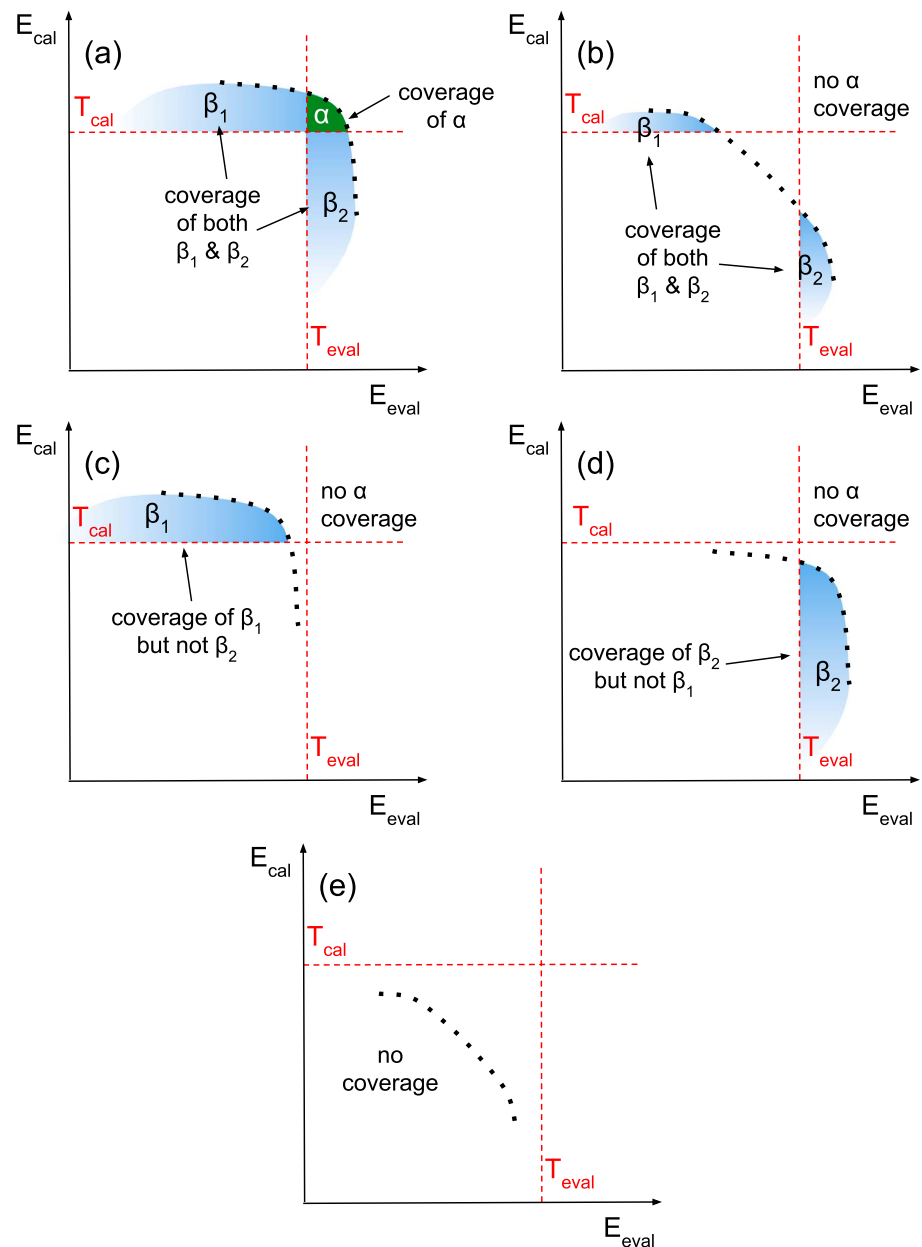 E_cal
(a)
T_cal
β_1
α
coverage
of α
coverage
of both
β_1 & β_2
β_2
T_eval
E_eval
E_cal
(b)
no α
coverage
T_cal
β_1
coverage
of both
β_1 & β_2
β_2
T_eval
E_eval
E_cal
(c)
no α
coverage
T_cal
β_1
coverage of β_1
but not β_2
T_eval
E_eval
E_cal
(d)
no α
coverage
T_cal
coverage of β_2
but not β_1
β_2
T_eval
E_eval
E_cal
(e)
T_cal
no
coverage
T_eval
E_eval